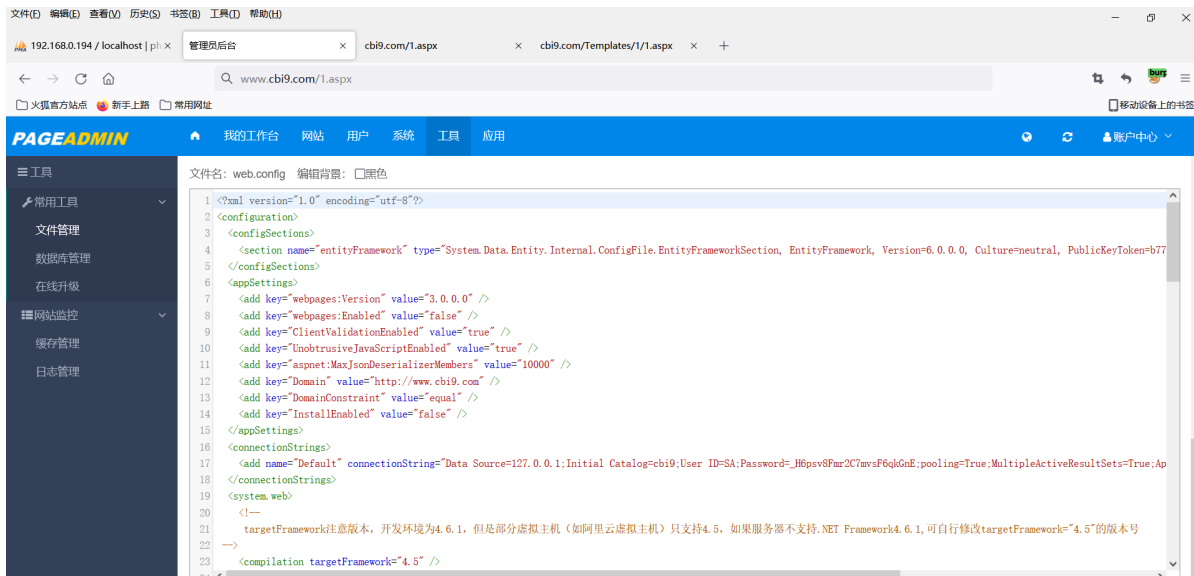 文件(F) 编辑(E) 查看(V) 历史(S) 书签(B) 工具(T) 帮助(H)
192.168.0.194 / localhost | ph 管理员后台 cbi9.com/1.aspx cbi9.com/Templates/1/1.aspx
www.cbi9.com/1.aspx
火狐官方站点 新手上路 常用网址 移动设备上的书签
PAGEADMIN 我的工作台 网站 用户 系统 工具 应用 账户中心
工具
常用工具
文件管理
数据库管理
在线升级
网站监控
缓存管理
日志管理
文件名: web.config 编辑背景: 黑色
1 <?xml version="1.0" encoding="utf-8"?>
2 <configuration>
3 <configSections>
4 <section name="entityFramework" type="System.Data.Entity.Internal.ConfigFile.EntityFrameworkSection, EntityFramework, Version=6.0.0.0, Culture=neutral, PublicKeyToken=b77
5 </configSections>
6 <appSettings>
7 <add key="webpages:Version" value="3.0.0.0" />
8 <add key="webpages:Enabled" value="false" />
9 <add key="ClientValidationEnabled" value="true" />
10 <add key="UnobtrusiveJavaScriptEnabled" value="true" />
11 <add key="aspnet:MaxJsonDeserializerMembers" value="10000" />
12 <add key="Domain" value="http://www.cbi9.com" />
13 <add key="DomainConstraint" value="equal" />
14 <add key="InstallEnabled" value="false" />
15 </appSettings>
16 <connectionStrings>
17 <add name="Default" connectionString="Data Source=127.0.0.1;Initial Catalog=cbi9;User ID=SA;Password=_H6psv8Fmr2C7mvsF6qkGnE;pooling=True;MultipleActiveResultSets=True;Ap
18 </connectionStrings>
19 <system.web>
20 <!--
21 targetFramework注意版本，开发环境为4.6.1，但是部分虚拟主机（如阿里云虚拟主机）只支持4.5，如果服务器不支持.NET Framework4.6.1,可自行修改targetFramework="4.5"的版本号
22 -->
23 <compilation targetFramework="4.5" />